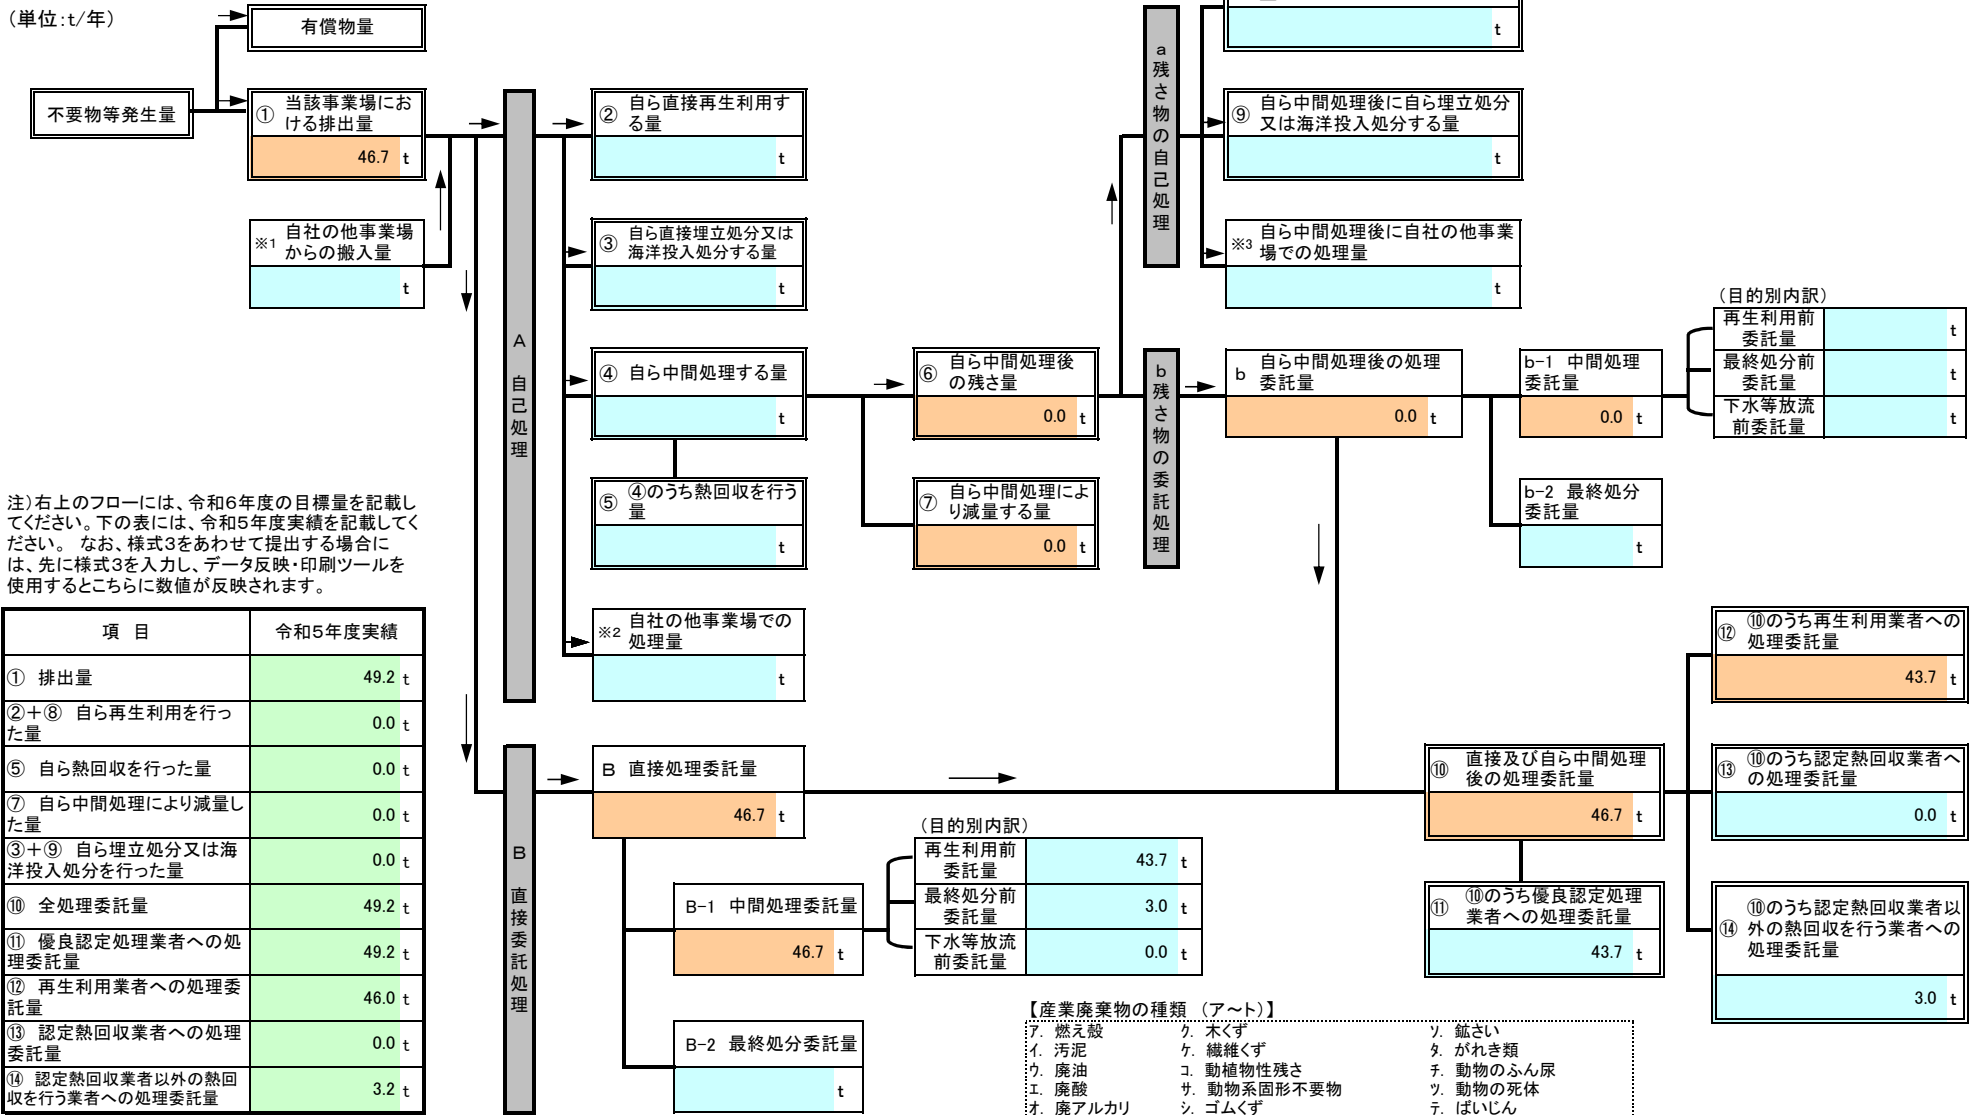 (単位:t/年)
有償物量
不要物等発生量
① 当該事業場にお
ける排出量
46.7 t
※1 自社の他事業場
からの搬入量
t
A 自己処理
② 自ら直接再生利用す
る量
t
③ 自ら直接埋立処分又は
海洋投入処分する量
t
④ 自ら中間処理する量
t
⑤ ④のうち熱回収を行う
量
t
※2 自社の他事業場での
処理量
t
⑥ 自ら中間処理後
の残さ量
0.0 t
⑦ 自ら中間処理によ
り減量する量
0.0 t
a 残さ物の自己処理
t
⑨ 自ら中間処理後に自ら埋立処分
又は海洋投入処分する量
t
※3 自ら中間処理後に自社の他事業
場での処理量
t
b 残さ物の委託処理
b 自ら中間処理後の処理
委託量
0.0 t
b-1 中間処理
委託量
0.0 t
b-2 最終処分
委託量
t
(目的別内訳)
再生利用前
委託量
t
最終処分前
委託量
t
下水等放流
前委託量
t
注)右上のフローには、令和6年度の目標量を記載し
てください。下の表には、令和5年度実績を記載してく
ださい。 なお、様式3をあわせて提出する場合に
は、先に様式3を入力し、データ反映・印刷ツールを
使用するとこちらに数値が反映されます。
項 目 令和5年度実績
① 排出量 49.2 t
②+⑧ 自ら再生利用を行っ
た量 0.0 t
⑤ 自ら熱回収を行った量 0.0 t
⑦ 自ら中間処理により減量し
た量 0.0 t
③+⑨ 自ら埋立処分又は海
洋投入処分を行った量 0.0 t
⑩ 全処理委託量 49.2 t
⑪ 優良認定処理業者への処
理委託量 49.2 t
⑫ 再生利用業者への処理委
託量 46.0 t
⑬ 認定熱回収業者への処理
委託量 0.0 t
⑭ 認定熱回収業者以外の熱回
収を行う業者への処理委託量 3.2 t
B 直接委託処理
B 直接処理委託量
46.7 t
B-1 中間処理委託量
46.7 t
B-2 最終処分委託量
t
(目的別内訳)
再生利用前
委託量
43.7 t
最終処分前
委託量
3.0 t
下水等放流
前委託量
0.0 t
⑩ 直接及び自ら中間処理
後の処理委託量
46.7 t
⑪ ⑩のうち優良認定処理
業者への処理委託量
43.7 t
⑫ ⑩のうち再生利用業者への
処理委託量
43.7 t
⑬ ⑩のうち認定熱回収業者へ
の処理委託量
0.0 t
⑭ ⑩のうち認定熱回収業者以
外の熱回収を行う業者への
処理委託量
3.0 t
【産業廃棄物の種類 (ア~ト)】
ア. 燃え殻 ク. 木くず ソ. 鉱さい
イ. 汚泥 ケ. 繊維くず タ. がれき類
ウ. 廃油 コ. 動植物性残さ チ. 動物のふん尿
エ. 廃酸 サ. 動物系固形不要物 ツ. 動物の死体
オ. 廃アルカリ シ. ゴムくず テ. ばいじん